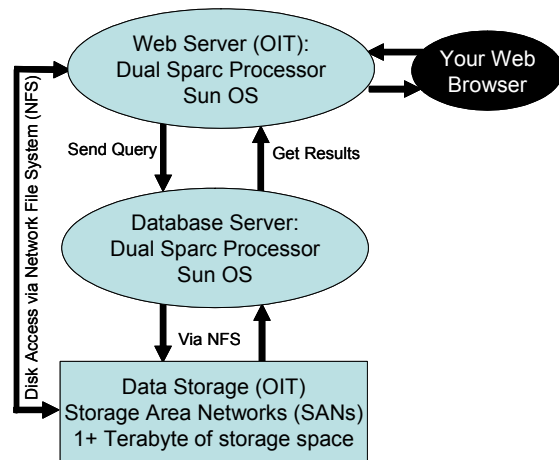 Web Server (OIT):
Dual Sparc Processor
Sun OS
Your Web
Browser
Disk Access via Network File System (NFS)
Send Query
Get Results
Database Server:
Dual Sparc Processor
Sun OS
Via NFS
Data Storage (OIT)
Storage Area Networks (SANs)
1+ Terabyte of storage space